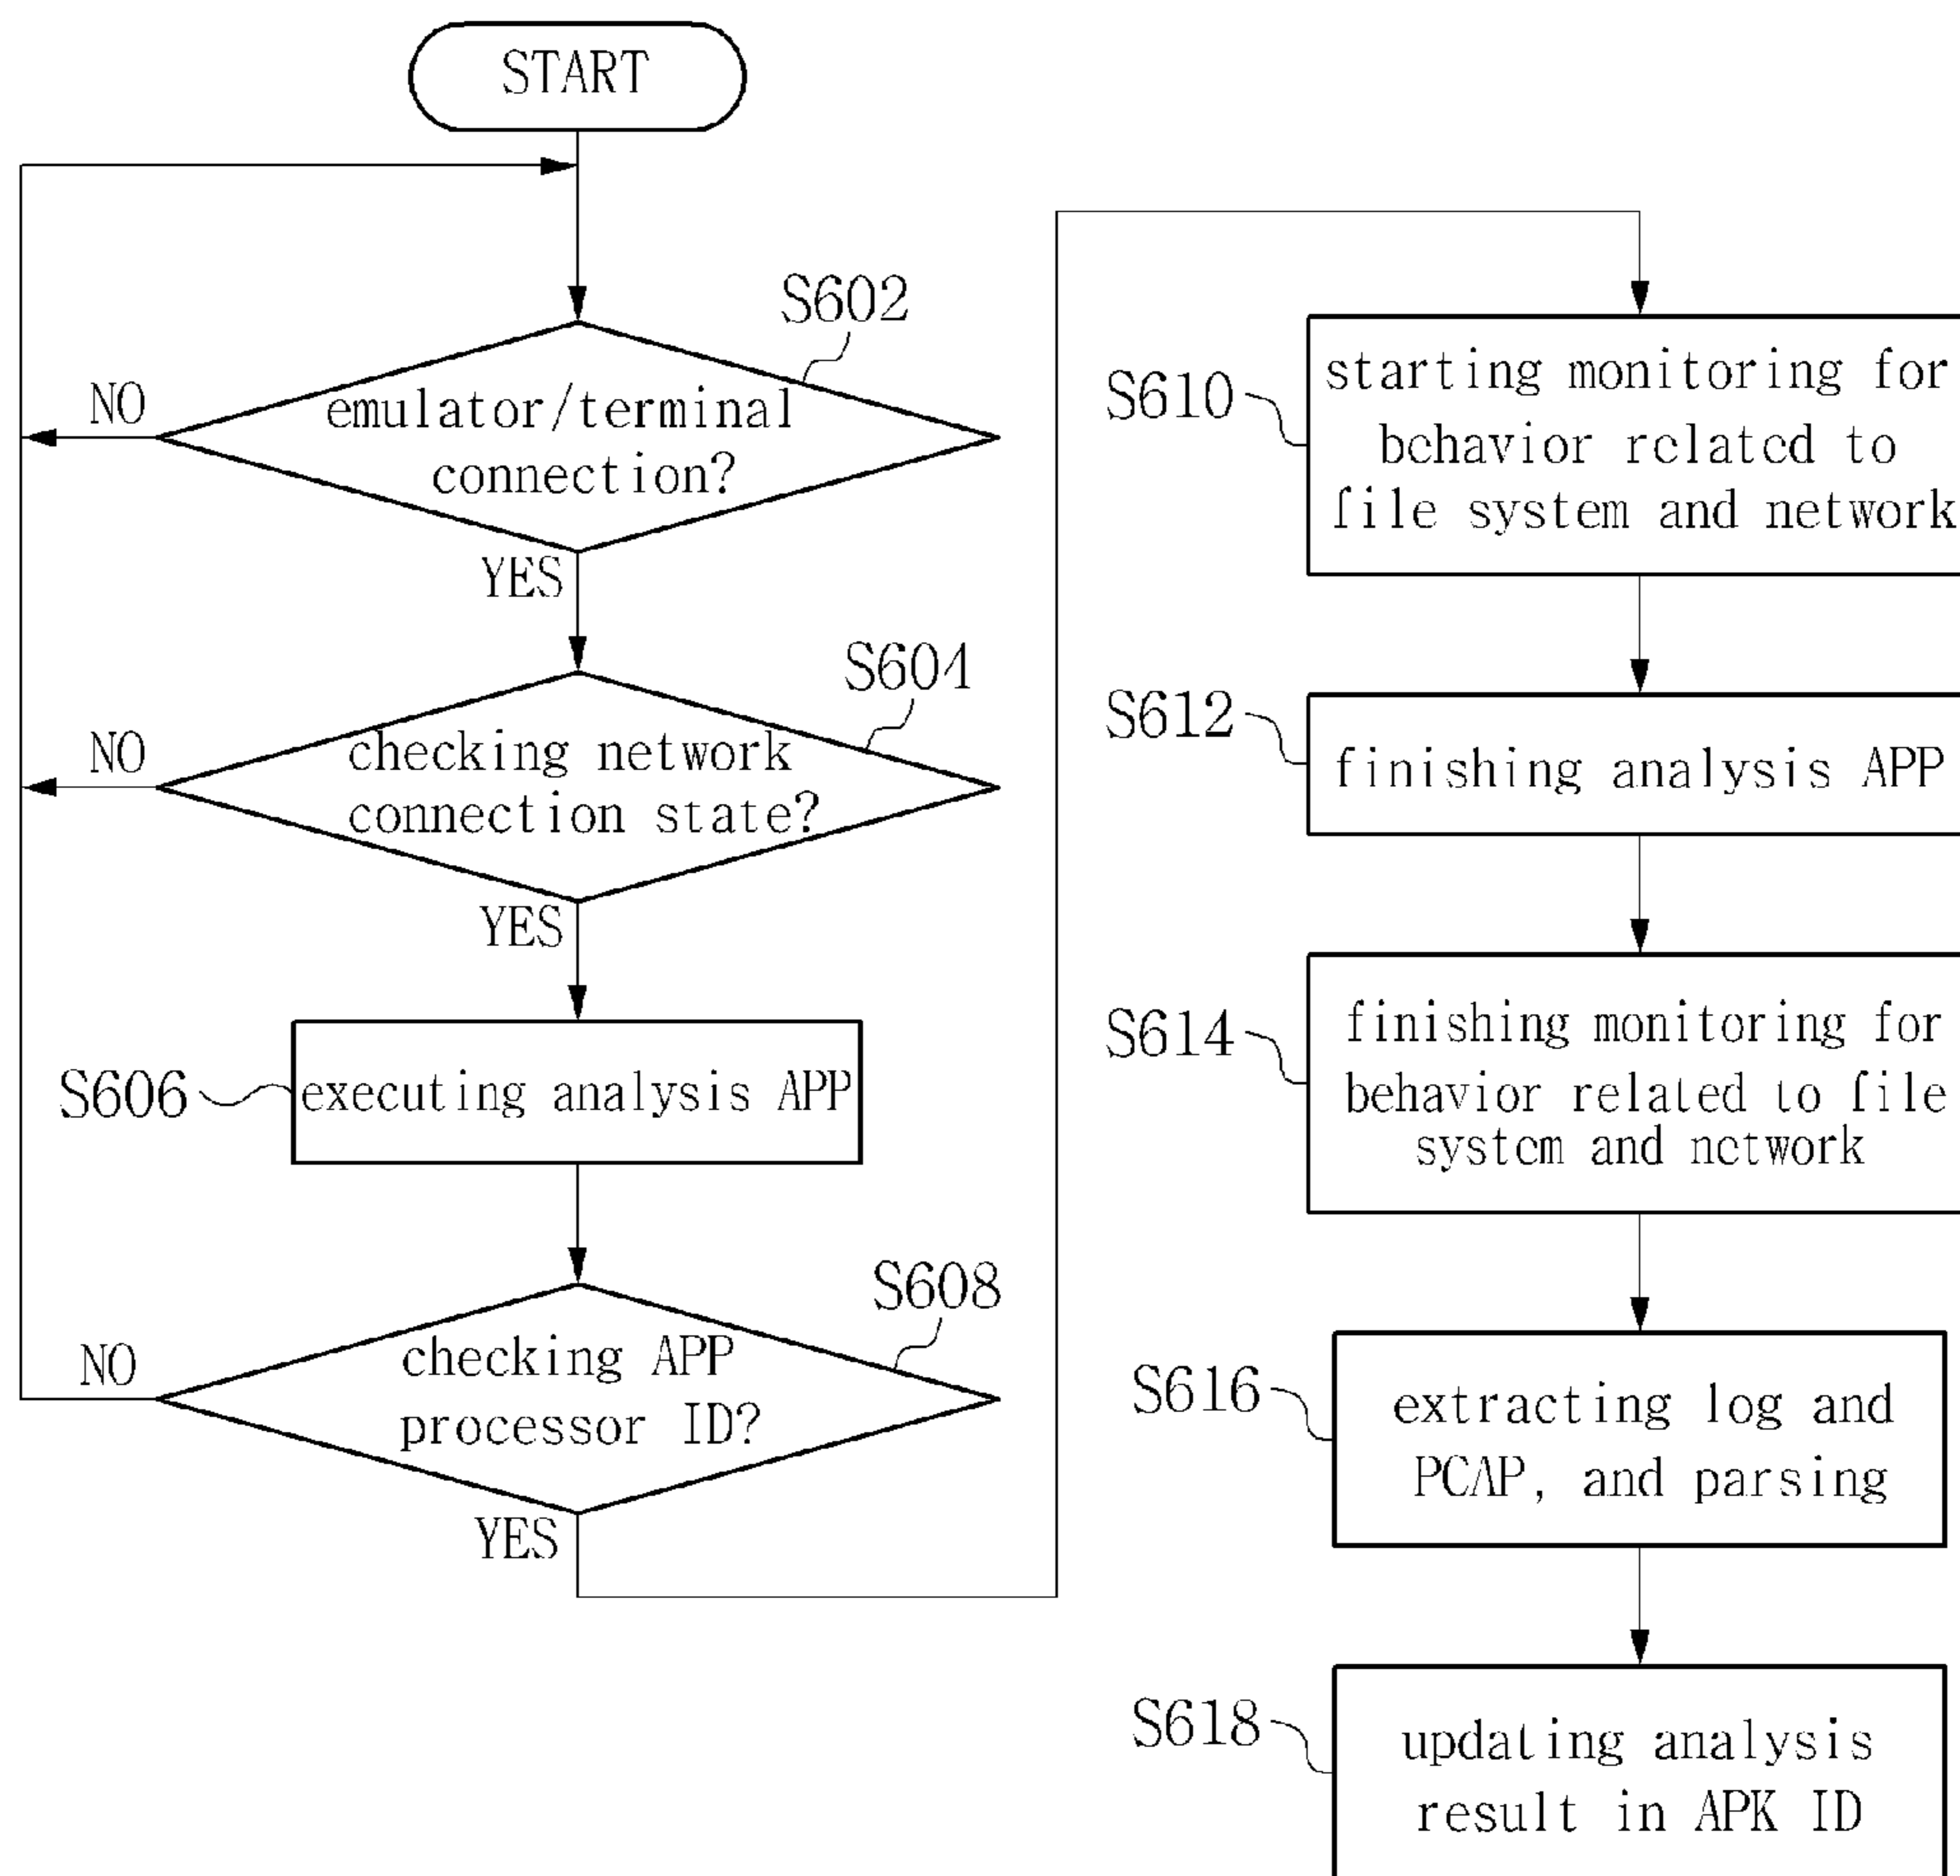 START
S602
NO
emulator/terminal
connection?
YES
S604
NO
checking network
connection state?
YES
S606
executing analysis APP
S608
NO
checking APP
processor ID?
YES
S610
starting monitoring for
behavior related to
file system and network
S612
finishing analysis APP
S614
finishing monitoring for
behavior related to file
system and network
S616
extracting log and
PCAP, and parsing
S618
updating analysis
result in APK ID